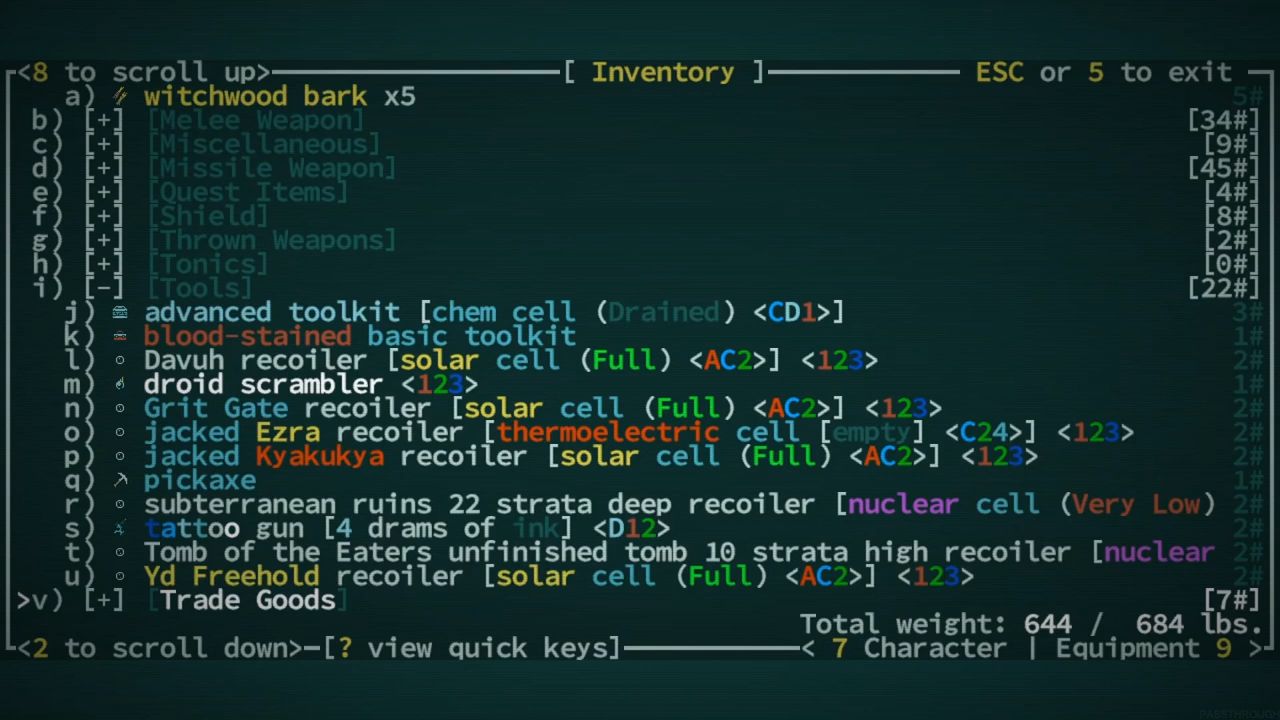 <8 to scroll up> [ Inventory ] ESC or 5 to exit
a) witchwood bark x5 5#
b) [+] [Melee Weapon] [34#]
c) [+] [Miscellaneous] [9#]
d) [+] [Missile Weapon] [45#]
e) [+] [Quest Items] [4#]
f) [+] [Shield] [8#]
g) [+] [Thrown Weapons] [2#]
h) [+] [Tonics] [0#]
i) [-] [Tools] [22#]
j) advanced toolkit [chem cell (Drained) <CD1>] 3#
k) blood-stained basic toolkit 1#
l) Davuh recoiler [solar cell (Full) <AC2>] <123> 2#
m) droid scrambler <123> 1#
n) Grit Gate recoiler [solar cell (Full) <AC2>] <123> 2#
o) jacked Ezra recoiler [thermoelectric cell [empty] <C24>] <123> 2#
p) jacked Kyakukya recoiler [solar cell (Full) <AC2>] <123> 2#
q) pickaxe 1#
r) subterranean ruins 22 strata deep recoiler [nuclear cell (Very Low) 2#
s) tattoo gun [4 drams of ink] <D12> 2#
t) Tomb of the Eaters unfinished tomb 10 strata high recoiler [nuclear 2#
u) Yd Freehold recoiler [solar cell (Full) <AC2>] <123> 2#
>v) [+] [Trade Goods] [7#]
Total weight: 644 / 684 lbs.
<2 to scroll down> [? view quick keys] < 7 Character | Equipment 9 >